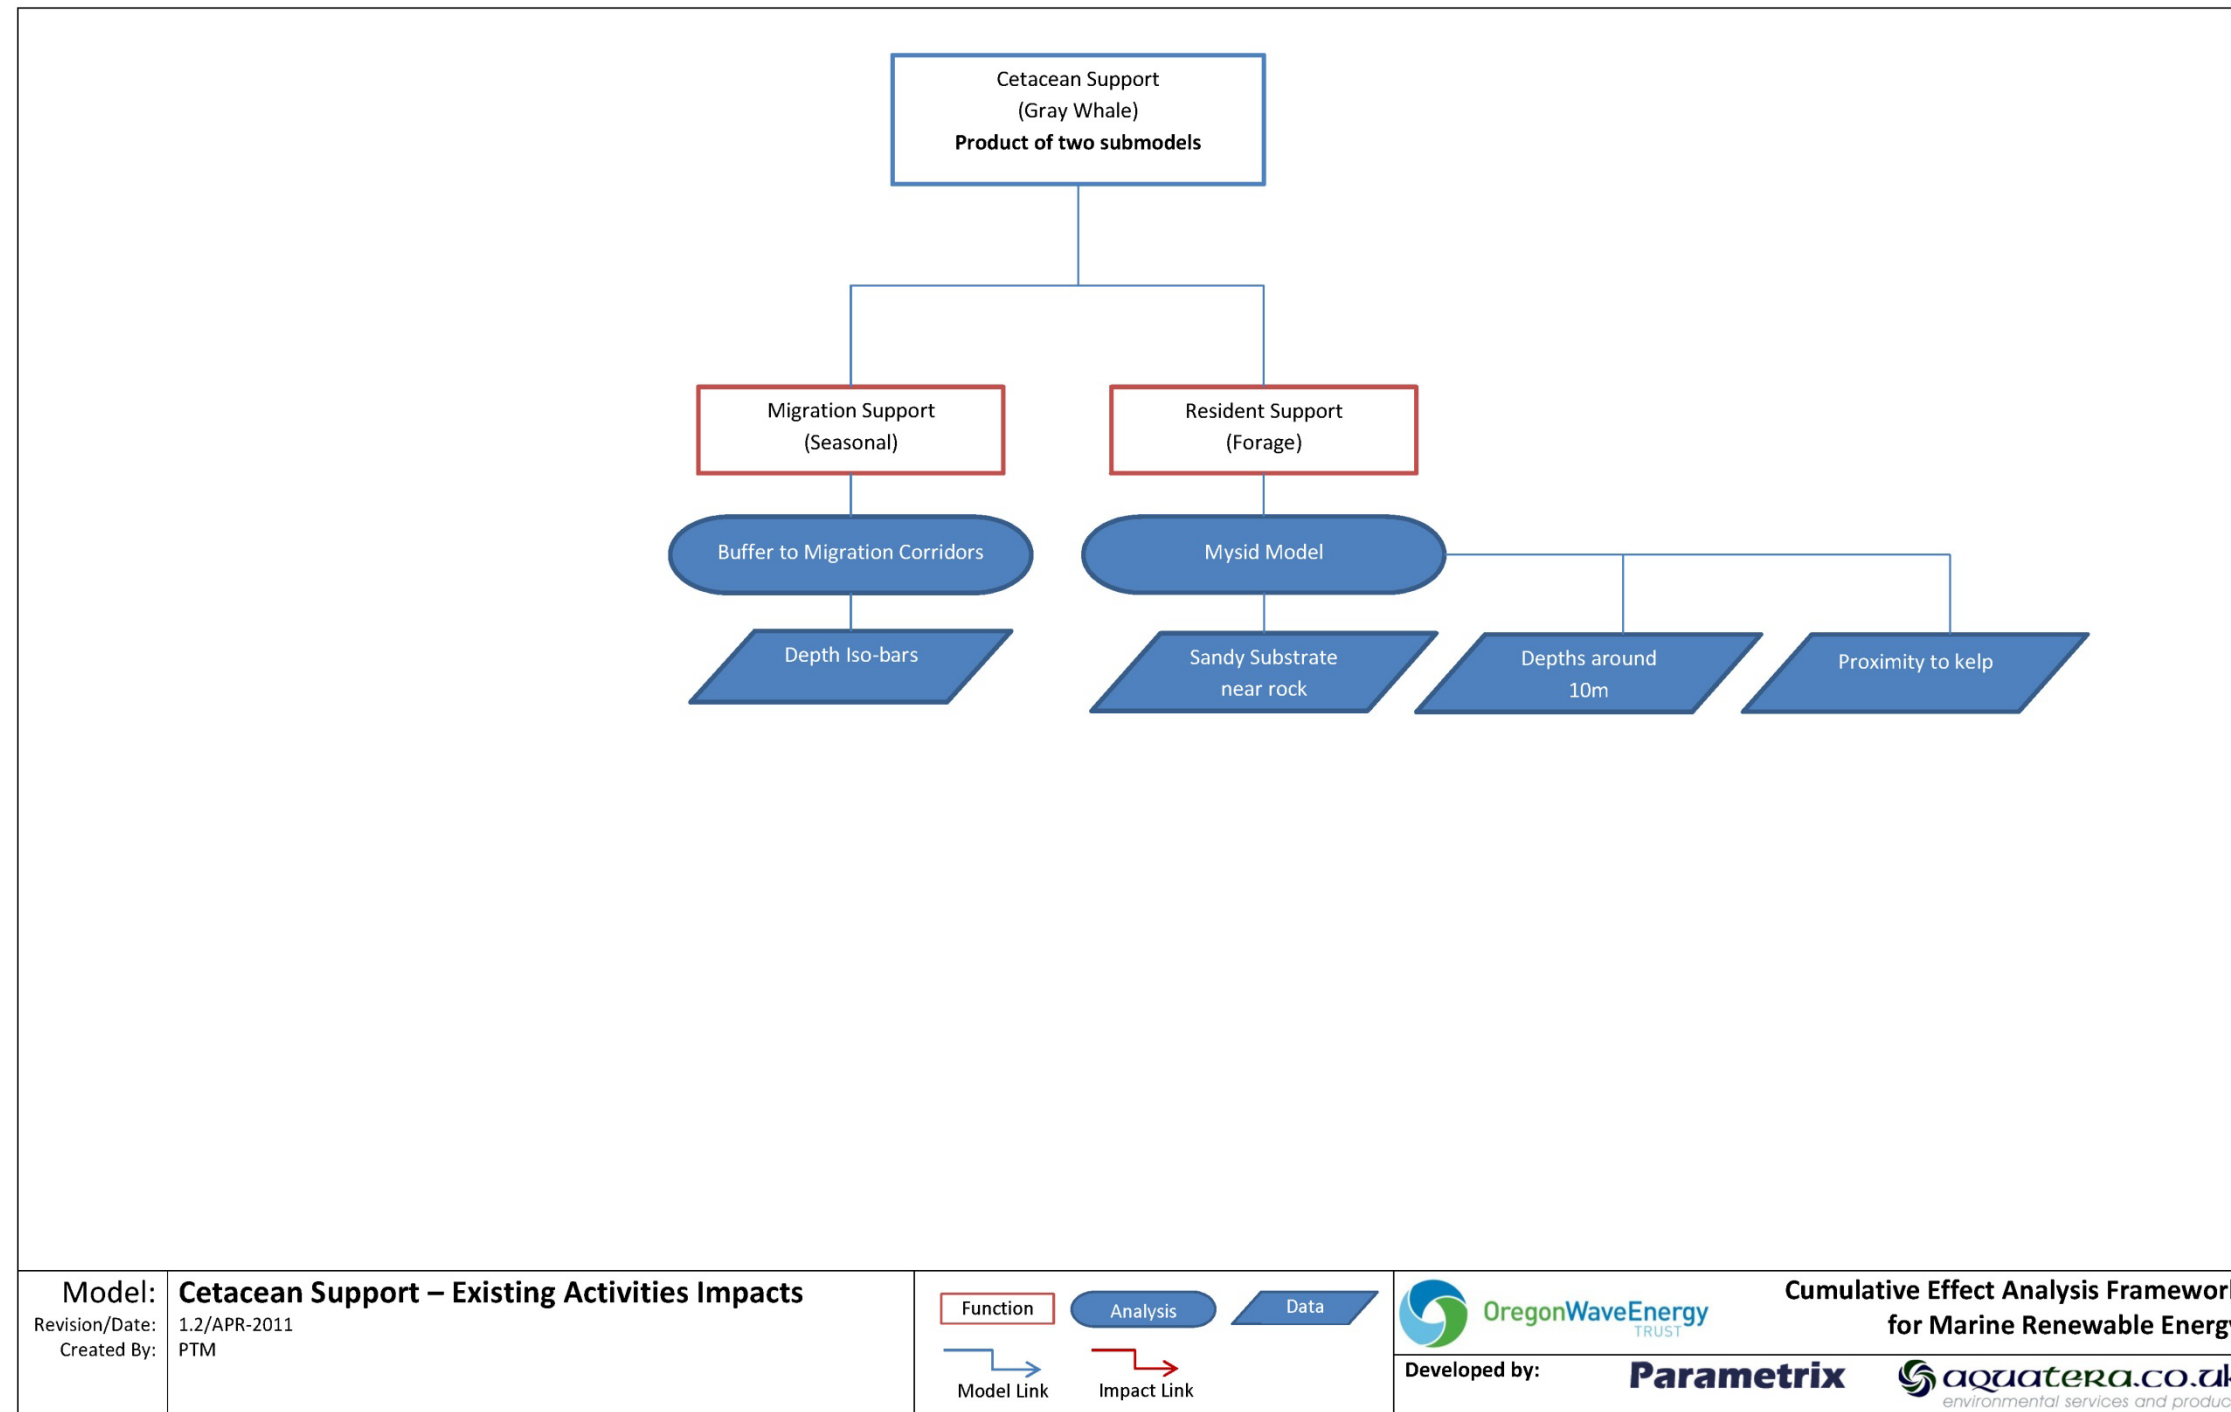 Cetacean Support
(Gray Whale)
Product of two submodels
Migration Support
(Seasonal)
Resident Support
(Forage)
Buffer to Migration Corridors
Mysid Model
Depth Iso-bars
Sandy Substrate
near rock
Depths around
10m
Proximity to kelp
Model:
Cetacean Support – Existing Activities Impacts
Revision/Date:
1.2/APR-2011
Created By:
PTM
Function
Analysis
Data
Model Link
Impact Link
OregonWaveEnergy
TRUST
Cumulative Effect Analysis Framework
for Marine Renewable Energy
Developed by:
Parametrix
aquatera.co.uk
environmental services and produc